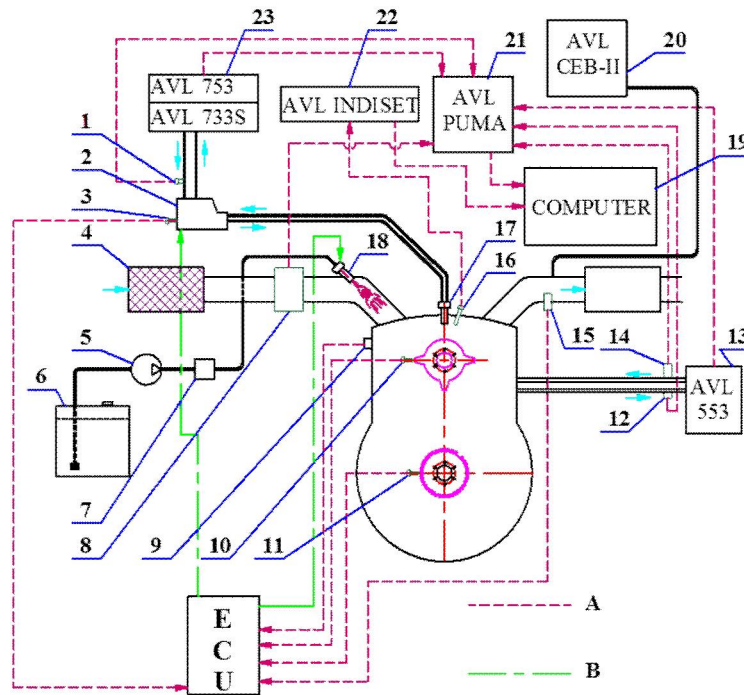 23
22
21
20
AVL
CEB-II
AVL 753
AVL 733S
AVL INDISET
AVL
PUMA
1
2
3
4
19
COMPUTER
18
17
16
5
6
15
14
13
AVL
553
12
7
8
9
10
11
E
C
U
A
B